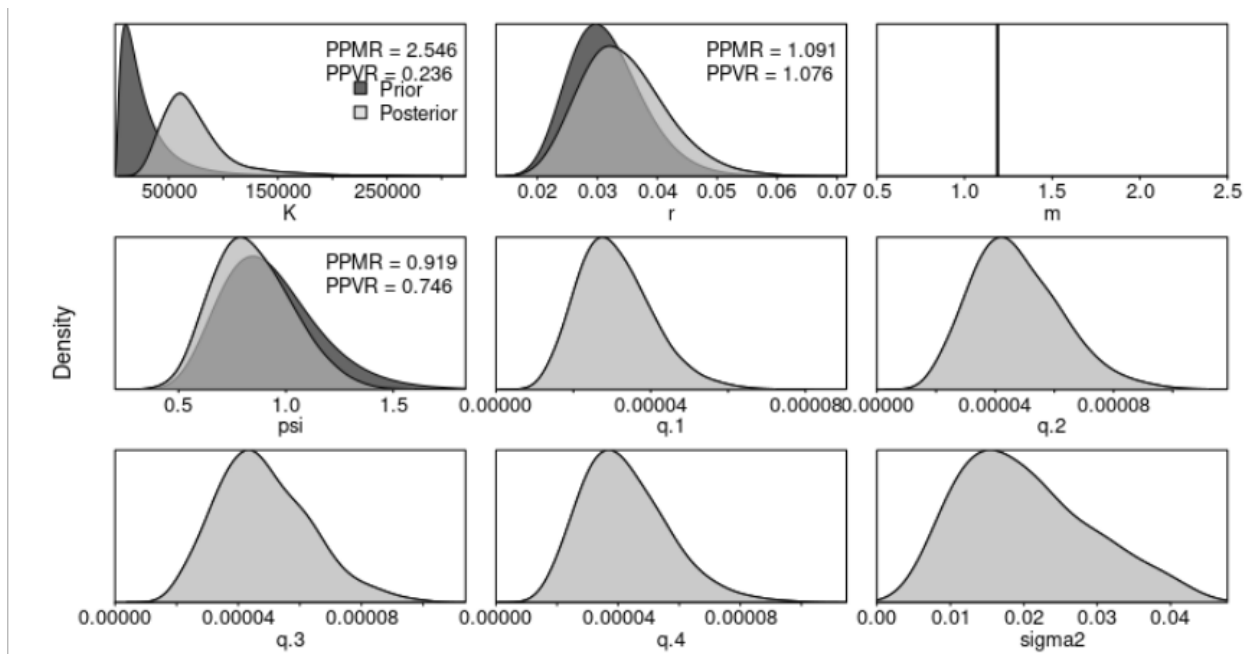 PPMR = 2.546
PPVR = 0.236
Prior
Posterior
50000 150000 250000
K
PPMR = 1.091
PPVR = 1.076
0.02 0.03 0.04 0.05 0.06 0.07
r
0.5 1.0 1.5 2.0 2.5
m
Density
PPMR = 0.919
PPVR = 0.746
0.5 1.0 1.5
psi
0.00000 0.00004 0.00008
q.1
0.00000 0.00004 0.00008
q.2
0.00000 0.00004 0.00008
q.3
0.00000 0.00004 0.00008
q.4
0.00 0.01 0.02 0.03 0.04
sigma2